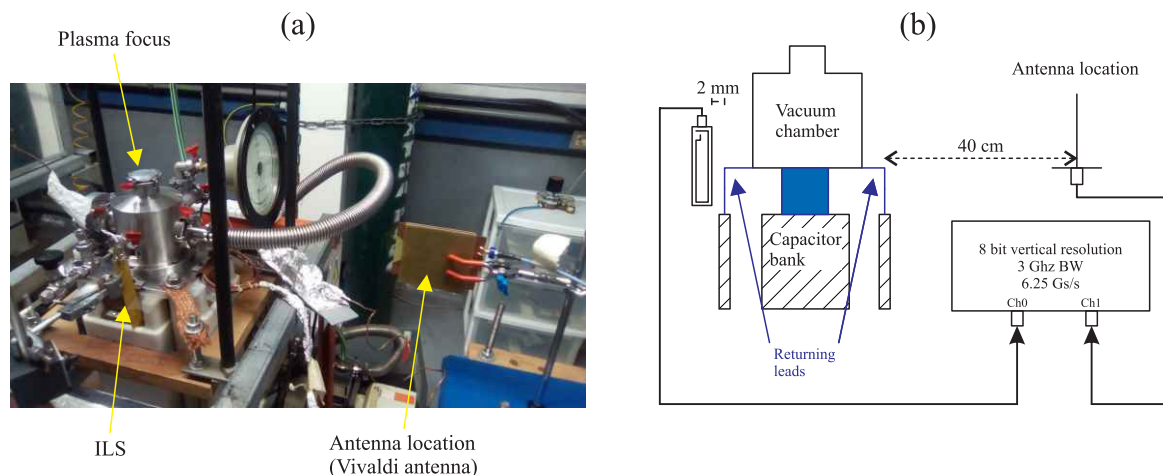 (a)
Plasma focus
ILS
Antenna location
(Vivaldi antenna)
(b)
Antenna location
2 mm
Vacuum
chamber
40 cm
Capacitor
bank
8 bit vertical resolution
3 Ghz BW
6.25 Gs/s
Ch0
Ch1
Returning
leads